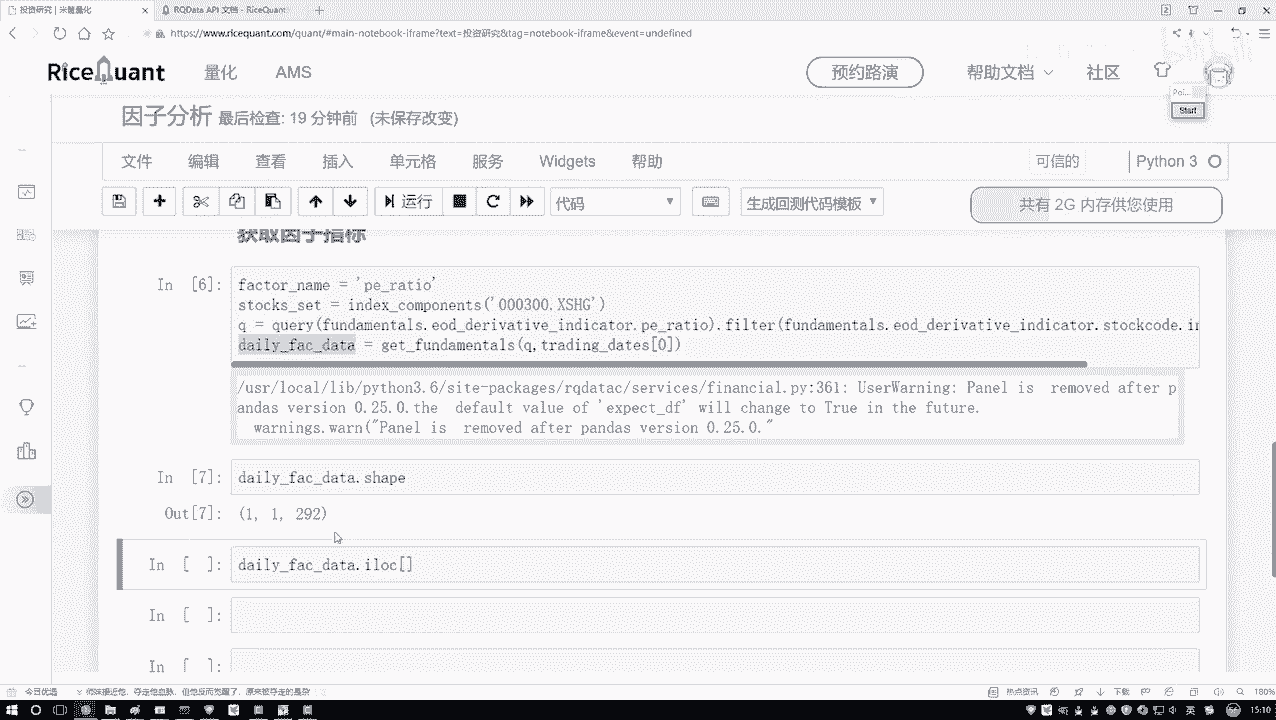 投资研究 | 米筐量化
RQData API 文档 - RiceQuant
https://www.ricequant.com/quant/#main-notebook-iframe?text=投资研究&tag=notebook-iframe&event=undefined
RiceQuant 量化 AMS 预约路演 帮助文档 社区
Start
因子分析 最后检查: 19 分钟前 (未保存改变)
文件 编辑 查看 插入 单元格 服务 Widgets 帮助 可信的 Python 3
运行 代码 生成回测代码模板 共有 2G 内存供您使用
获取因子指标
In [6]: factor_name = 'pe_ratio'
stocks_set = index_components('000300.XSHG')
q = query(fundamentals.eod_derivative_indicator.pe_ratio).filter(fundamentals.eod_derivative_indicator.stockcode.in
daily_fac_data = get_fundamentals(q,trading_dates[0])
/usr/local/lib/python3.6/site-packages/rqdatac/services/financial.py:361: UserWarning: Panel is  removed after p
andas version 0.25.0.the  default value of 'expect_df' will change to True in the future.
warnings.warn("Panel is  removed after pandas version 0.25.0."
In [7]: daily_fac_data.shape
Out[7]: (1, 1, 292)
In [ ]: daily_fac_data.iloc[]
In [ ]:
In [ ]:
今日优选
热点资讯 下载 180%
英 15:10